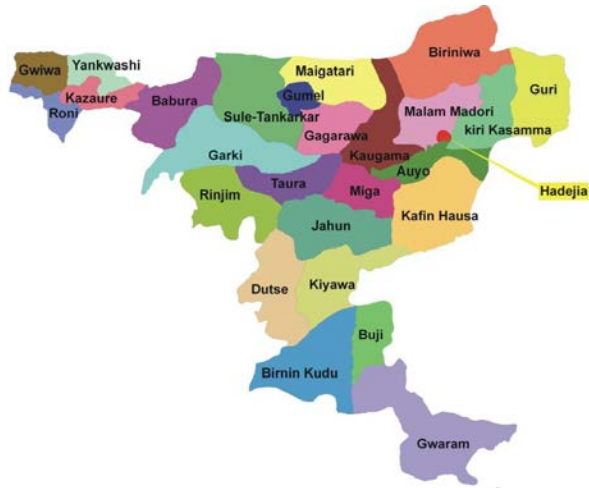 Biriniwa
Gwiwa
Yankwashi
Maigatari
Guri
Kazaure
Babura
Gumel
Roni
Sule-Tankarkar
Malam Madori
Gagarawa
kiri Kasamma
Garki
Kaugama
Auyo
Hadejia
Rinjim
Taura
Miga
Kafin Hausa
Jahun
Dutse
Kiyawa
Buji
Birnin Kudu
Gwaram